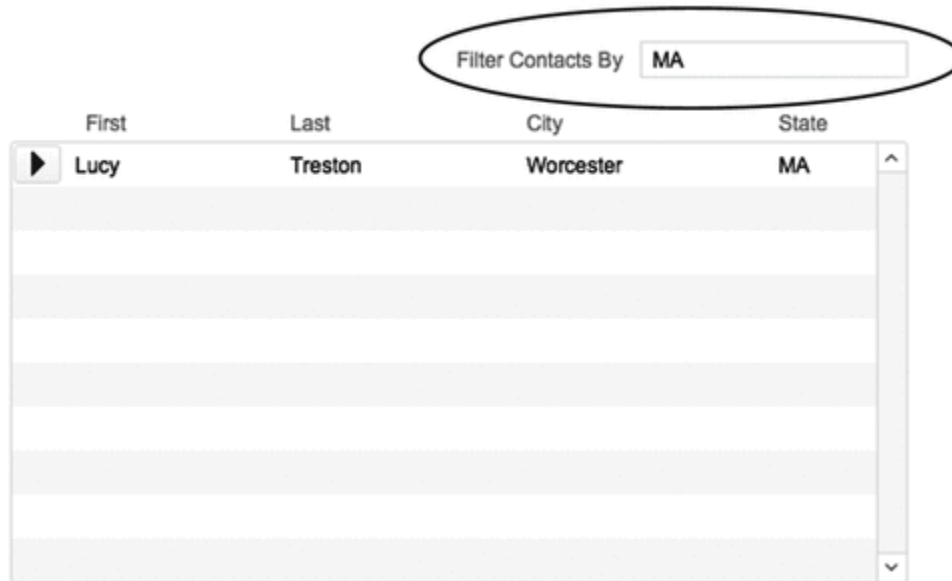 Filter Contacts By MA
First Last City State
Lucy Treston Worcester MA